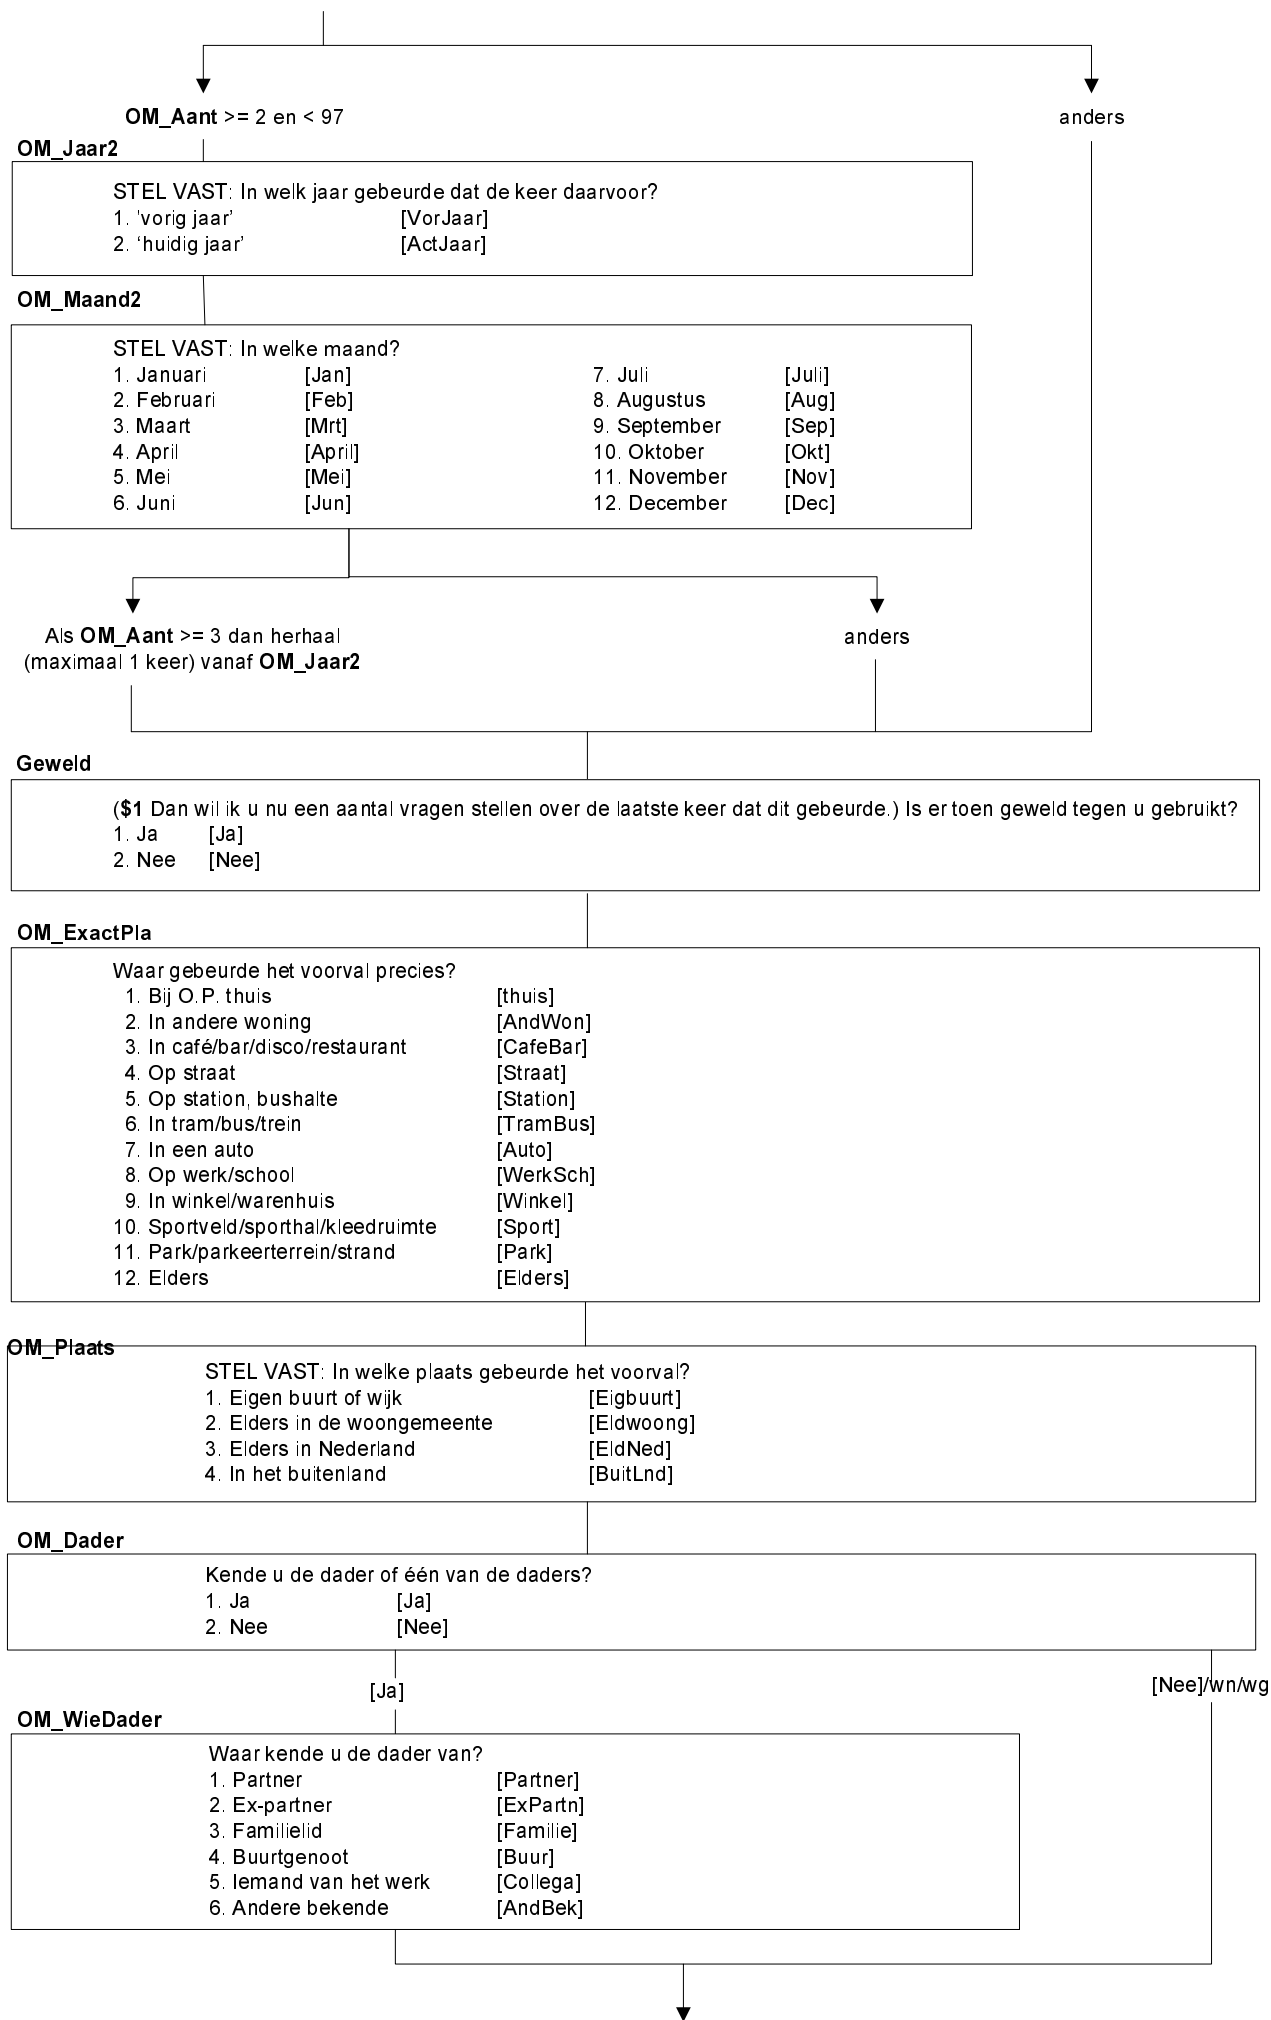 OM_Aant >= 2 en < 97
anders
OM_Jaar2
STEL VAST: In welk jaar gebeurde dat de keer daarvoor?
1. 'vorig jaar' [VorJaar]
2. ‘huidig jaar’ [ActJaar]
OM_Maand2
STEL VAST: In welke maand?
1. Januari [Jan] 7. Juli [Juli]
2. Februari [Feb] 8. Augustus [Aug]
3. Maart [Mrt] 9. September [Sep]
4. April [April] 10. Oktober [Okt]
5. Mei [Mei] 11. November [Nov]
6. Juni [Jun] 12. December [Dec]
Als OM_Aant >= 3 dan herhaal
(maximaal 1 keer) vanaf OM_Jaar2
anders
Geweld
($1 Dan wil ik u nu een aantal vragen stellen over de laatste keer dat dit gebeurde.) Is er toen geweld tegen u gebruikt?
1. Ja [Ja]
2. Nee [Nee]
OM_ExactPla
Waar gebeurde het voorval precies?
1. Bij O.P. thuis [thuis]
2. In andere woning [AndWon]
3. In café/bar/disco/restaurant [CafeBar]
4. Op straat [Straat]
5. Op station, bushalte [Station]
6. In tram/bus/trein [TramBus]
7. In een auto [Auto]
8. Op werk/school [WerkSch]
9. In winkel/warenhuis [Winkel]
10. Sportveld/sporthal/kleedruimte [Sport]
11. Park/parkeerterrein/strand [Park]
12. Elders [Elders]
OM_Plaats
STEL VAST: In welke plaats gebeurde het voorval?
1. Eigen buurt of wijk [Eigbuurt]
2. Elders in de woongemeente [Eldwoong]
3. Elders in Nederland [EldNed]
4. In het buitenland [BuitLnd]
OM_Dader
Kende u de dader of één van de daders?
1. Ja [Ja]
2. Nee [Nee]
[Ja]
[Nee]/wn/wg
OM_WieDader
Waar kende u de dader van?
1. Partner [Partner]
2. Ex-partner [ExPartn]
3. Familielid [Familie]
4. Buurtgenoot [Buur]
5. Iemand van het werk [Collega]
6. Andere bekende [AndBek]